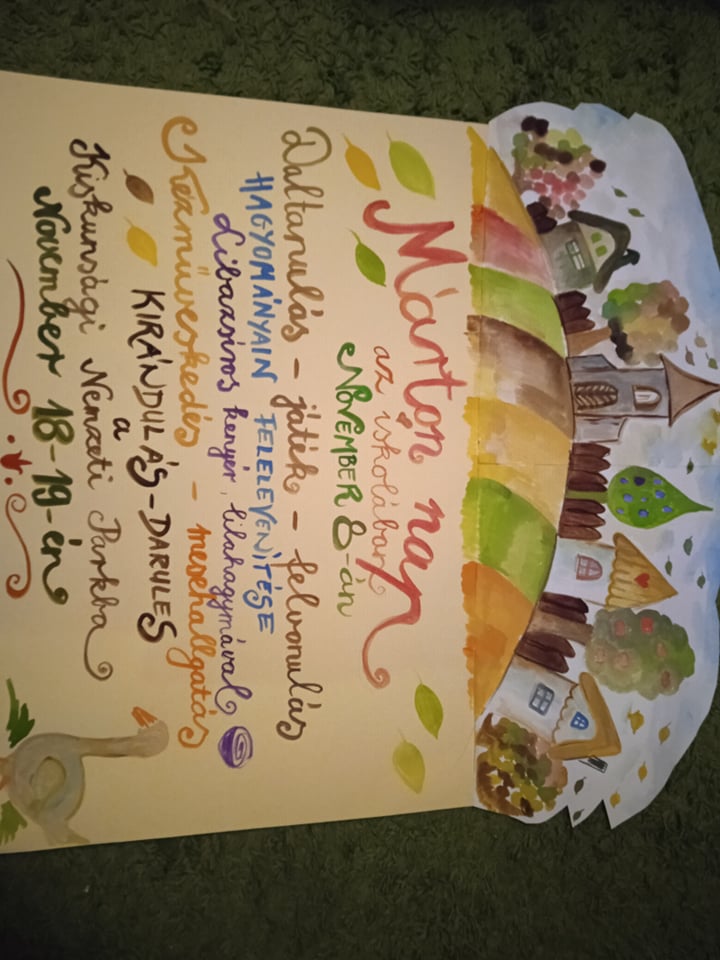 Márton nap
az iskolában
NOVEMBER 8-án
Daltanulás - játék - felvonulás
HAGYOMÁNYAIN FELELEVENÍTÉSE
Libazsíros kenyér, lilahagymával
Kézműveskedés - mesehallgatás
KIRÁNDULÁS-DARULES
a
Kiskunsági Nemzeti Parkba
November 18-19-én